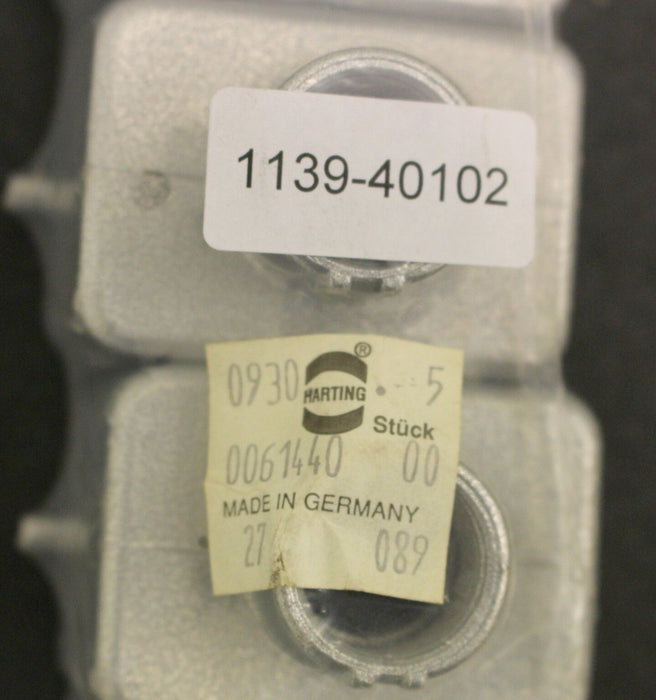 1139-40102
0930 HARTING ® 5
Stück
0061440 00
MADE IN GERMANY
27 089